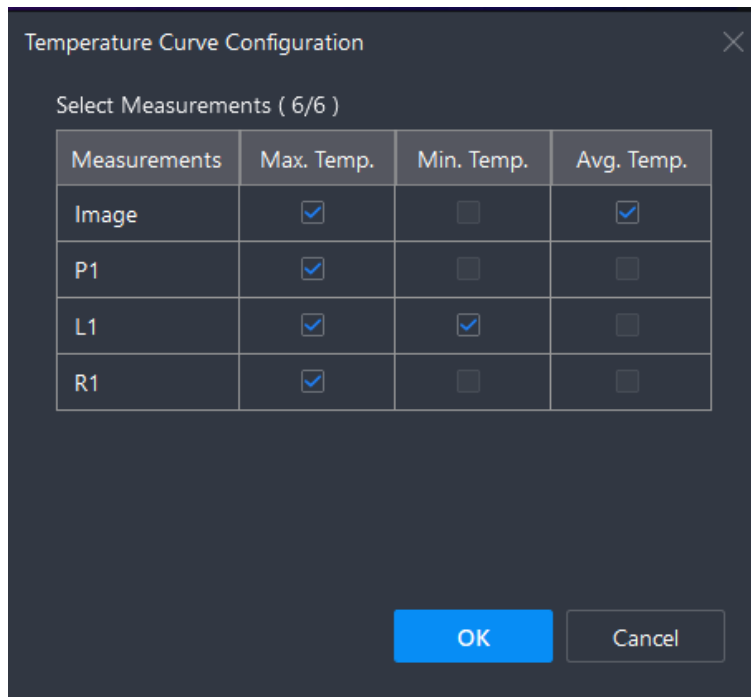 Temperature Curve Configuration
Select Measurements ( 6/6 )
Measurements Max. Temp. Min. Temp. Avg. Temp.
Image
P1
L1
R1
OK Cancel